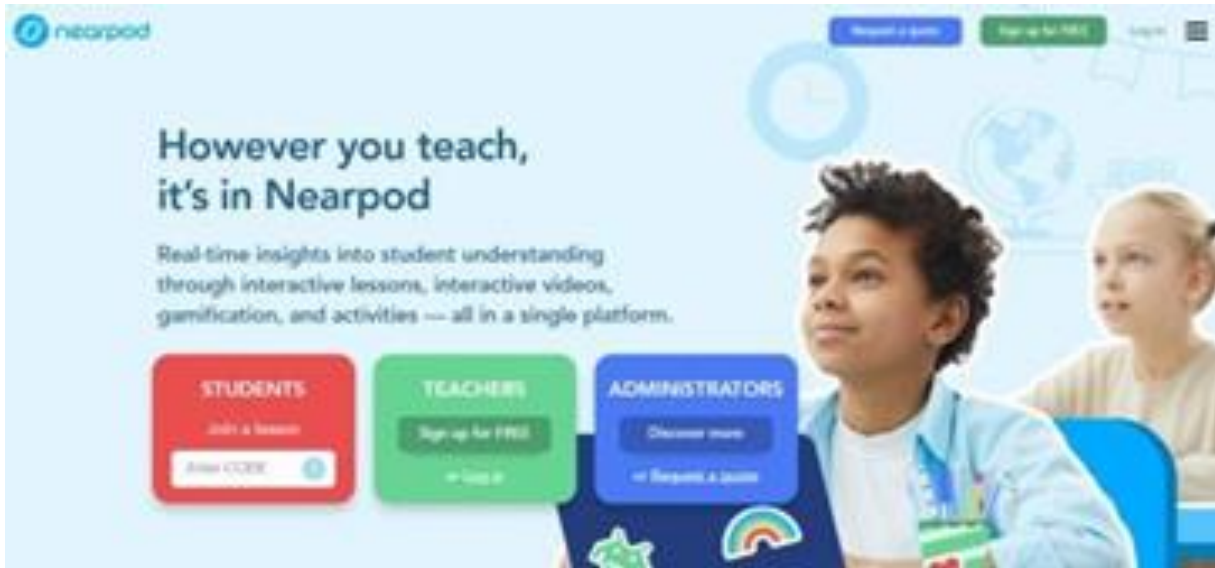 nearpod
Request a quote
Sign up for FREE
Log in
However you teach,
it's in Nearpod
Real-time insights into student understanding
through interactive lessons, interactive videos,
gamification, and activities — all in a single platform.
STUDENTS
Join a lesson
Enter CODE
TEACHERS
Sign up for FREE
or Log in
ADMINISTRATORS
Discover more
or Request a quote